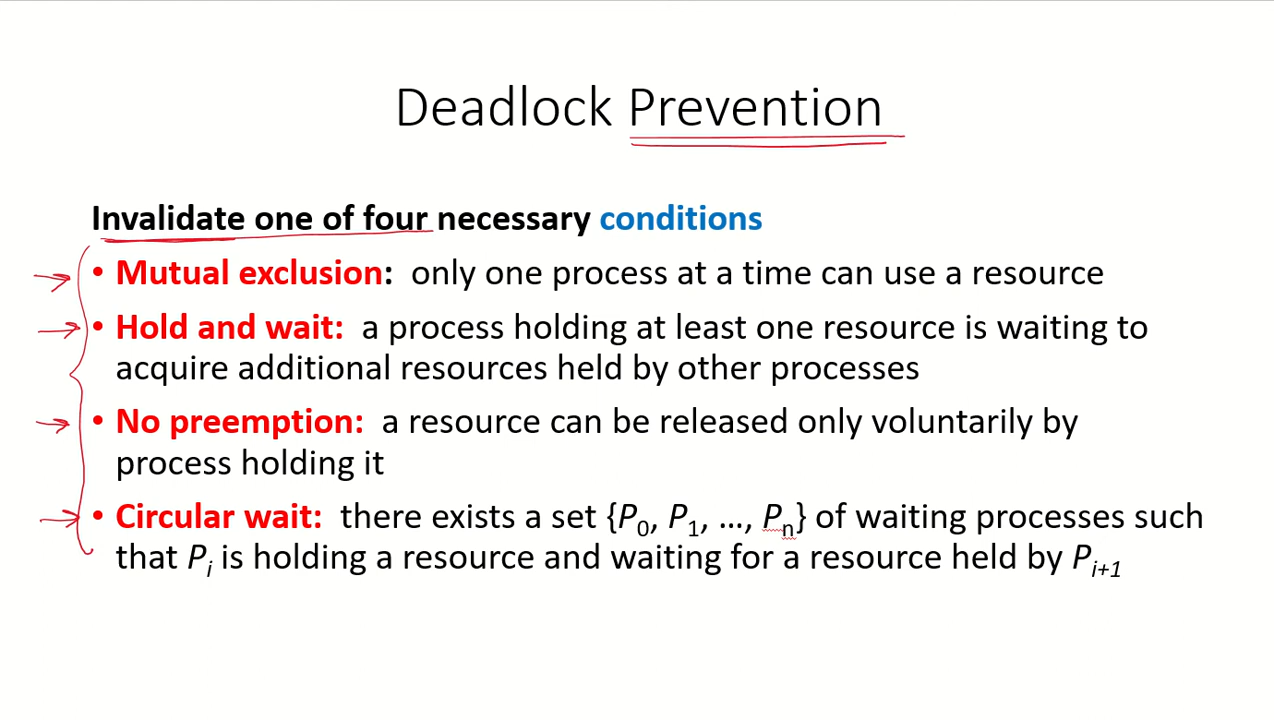 Deadlock Prevention
Invalidate one of four necessary conditions
• Mutual exclusion: only one process at a time can use a resource
• Hold and wait: a process holding at least one resource is waiting to
acquire additional resources held by other processes
• No preemption: a resource can be released only voluntarily by
process holding it
• Circular wait: there exists a set {P0, P1, …, Pn} of waiting processes such
that Pi is holding a resource and waiting for a resource held by Pi+1